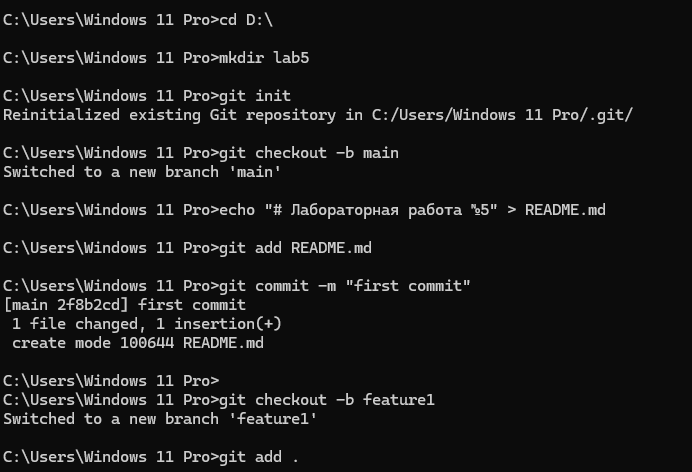 C:\Users\Windows 11 Pro>cd D:\
C:\Users\Windows 11 Pro>mkdir lab5
C:\Users\Windows 11 Pro>git init
Reinitialized existing Git repository in C:/Users/Windows 11 Pro/.git/
C:\Users\Windows 11 Pro>git checkout -b main
Switched to a new branch 'main'
C:\Users\Windows 11 Pro>echo "# Лабораторная работа №5" > README.md
C:\Users\Windows 11 Pro>git add README.md
C:\Users\Windows 11 Pro>git commit -m "first commit"
[main 2f8b2cd] first commit
 1 file changed, 1 insertion(+)
 create mode 100644 README.md
C:\Users\Windows 11 Pro>
C:\Users\Windows 11 Pro>git checkout -b feature1
Switched to a new branch 'feature1'
C:\Users\Windows 11 Pro>git add .